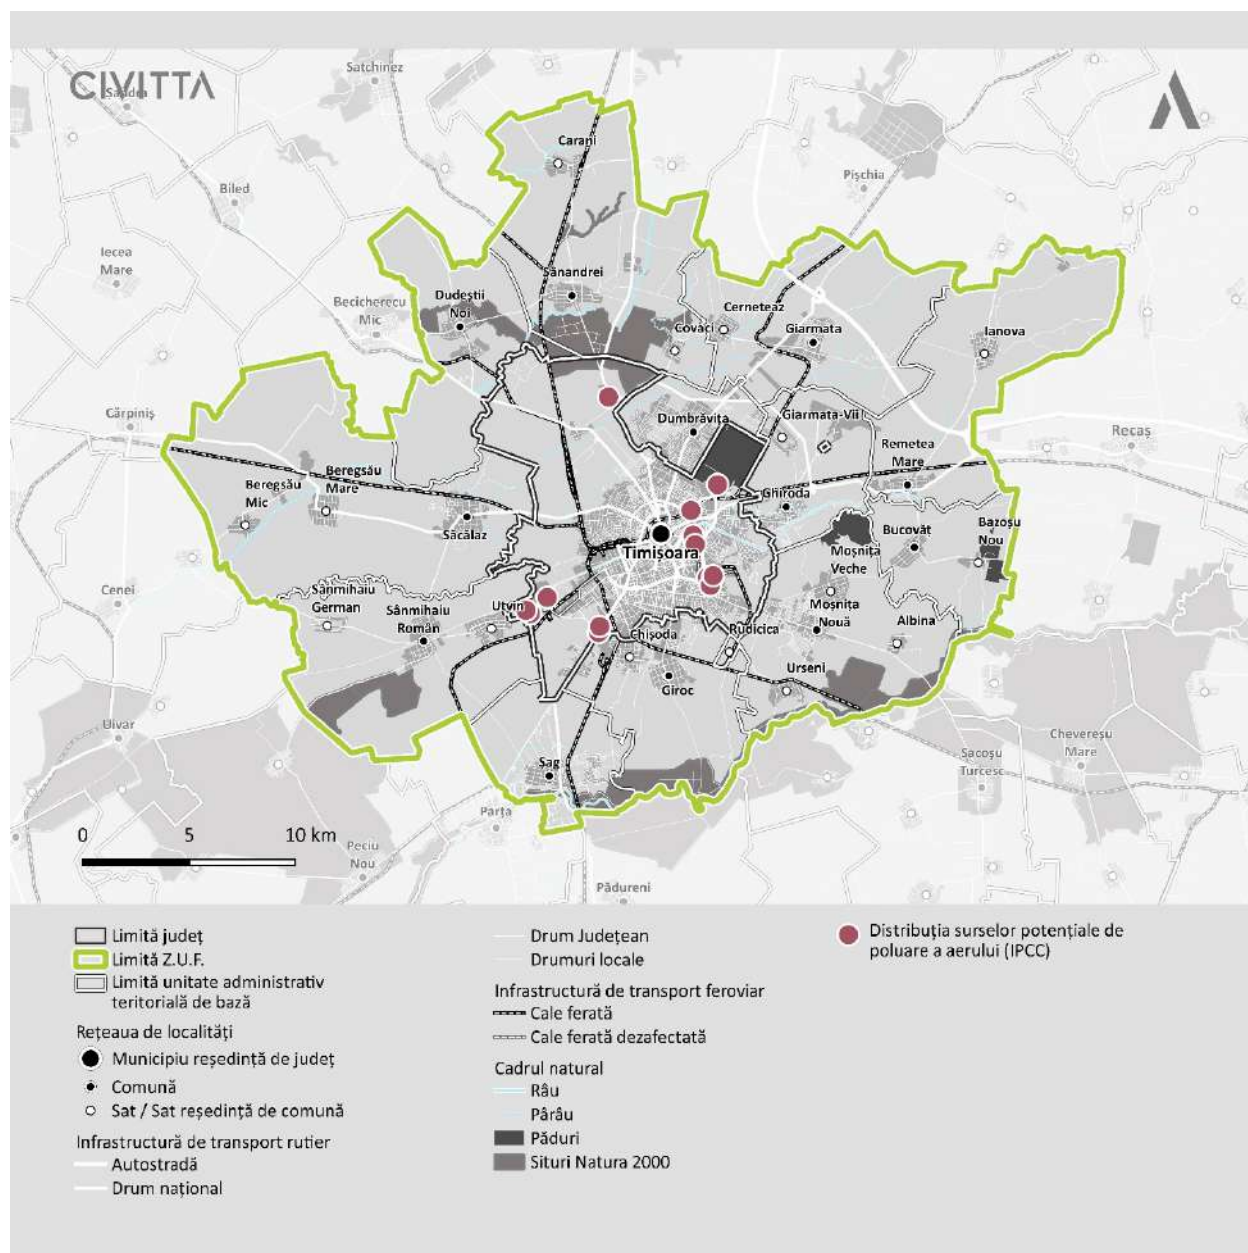 CIVITTA
Satchinez
Sandra
Carani
Pișchia
Biled
Iecea
Mare
Sânandrei
Dudeștii
Noi
Becicherecu
Mic
Cerneteaz
Covaci
Giarmata
Ianova
Cărpiniș
Dumbrăvița
Giarmata-Vii
Recaș
Remetea
Mare
Beregsău
Mare
Beregsău
Mic
Ghiroda
Săcălaz
Timișoara
Bucovăț
Bazoșu
Nou
Moșnița
Veche
Cenei
Sânmihaiu
German
Sânmihaiu
Român
Utvin
Moșnița
Nouă
Albina
Chișoda
Rudicica
Urseni
Giroc
Uivar
Chevereșu
Mare
Sacoșu
Turcesc
Sag
Parța
0 5 10 km
Peciu
Nou
Pădureni
Limită județ
Limită Z.U.F.
Limită unitate administrativ
teritorială de bază
Rețeaua de localități
Municipiu reședință de județ
Comună
Sat / Sat reședință de comună
Infrastructură de transport rutier
Autostradă
Drum național
Drum Județean
Drumuri locale
Infrastructură de transport feroviar
Cale ferată
Cale ferată dezafectată
Cadrul natural
Râu
Pârâu
Păduri
Situri Natura 2000
Distribuția surselor potențiale de
poluare a aerului (IPCC)